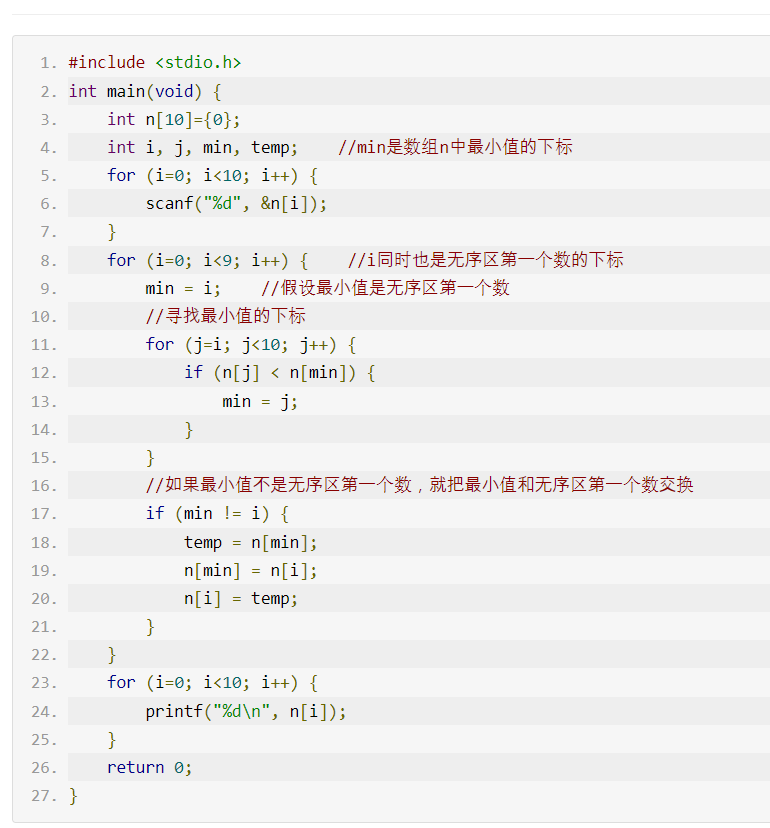 1. #include <stdio.h>
2. int main(void) {
3.     int n[10]={0};
4.     int i, j, min, temp;    //min是数组n中最小值的下标
5.     for (i=0; i<10; i++) {
6.         scanf("%d", &n[i]);
7.     }
8.     for (i=0; i<9; i++) {    //i同时也是无序区第一个数的下标
9.         min = i;    //假设最小值是无序区第一个数
10.         //寻找最小值的下标
11.         for (j=i; j<10; j++) {
12.             if (n[j] < n[min]) {
13.                 min = j;
14.             }
15.         }
16.         //如果最小值不是无序区第一个数，就把最小值和无序区第一个数交换
17.         if (min != i) {
18.             temp = n[min];
19.             n[min] = n[i];
20.             n[i] = temp;
21.         }
22.     }
23.     for (i=0; i<10; i++) {
24.         printf("%d\n", n[i]);
25.     }
26.     return 0;
27. }